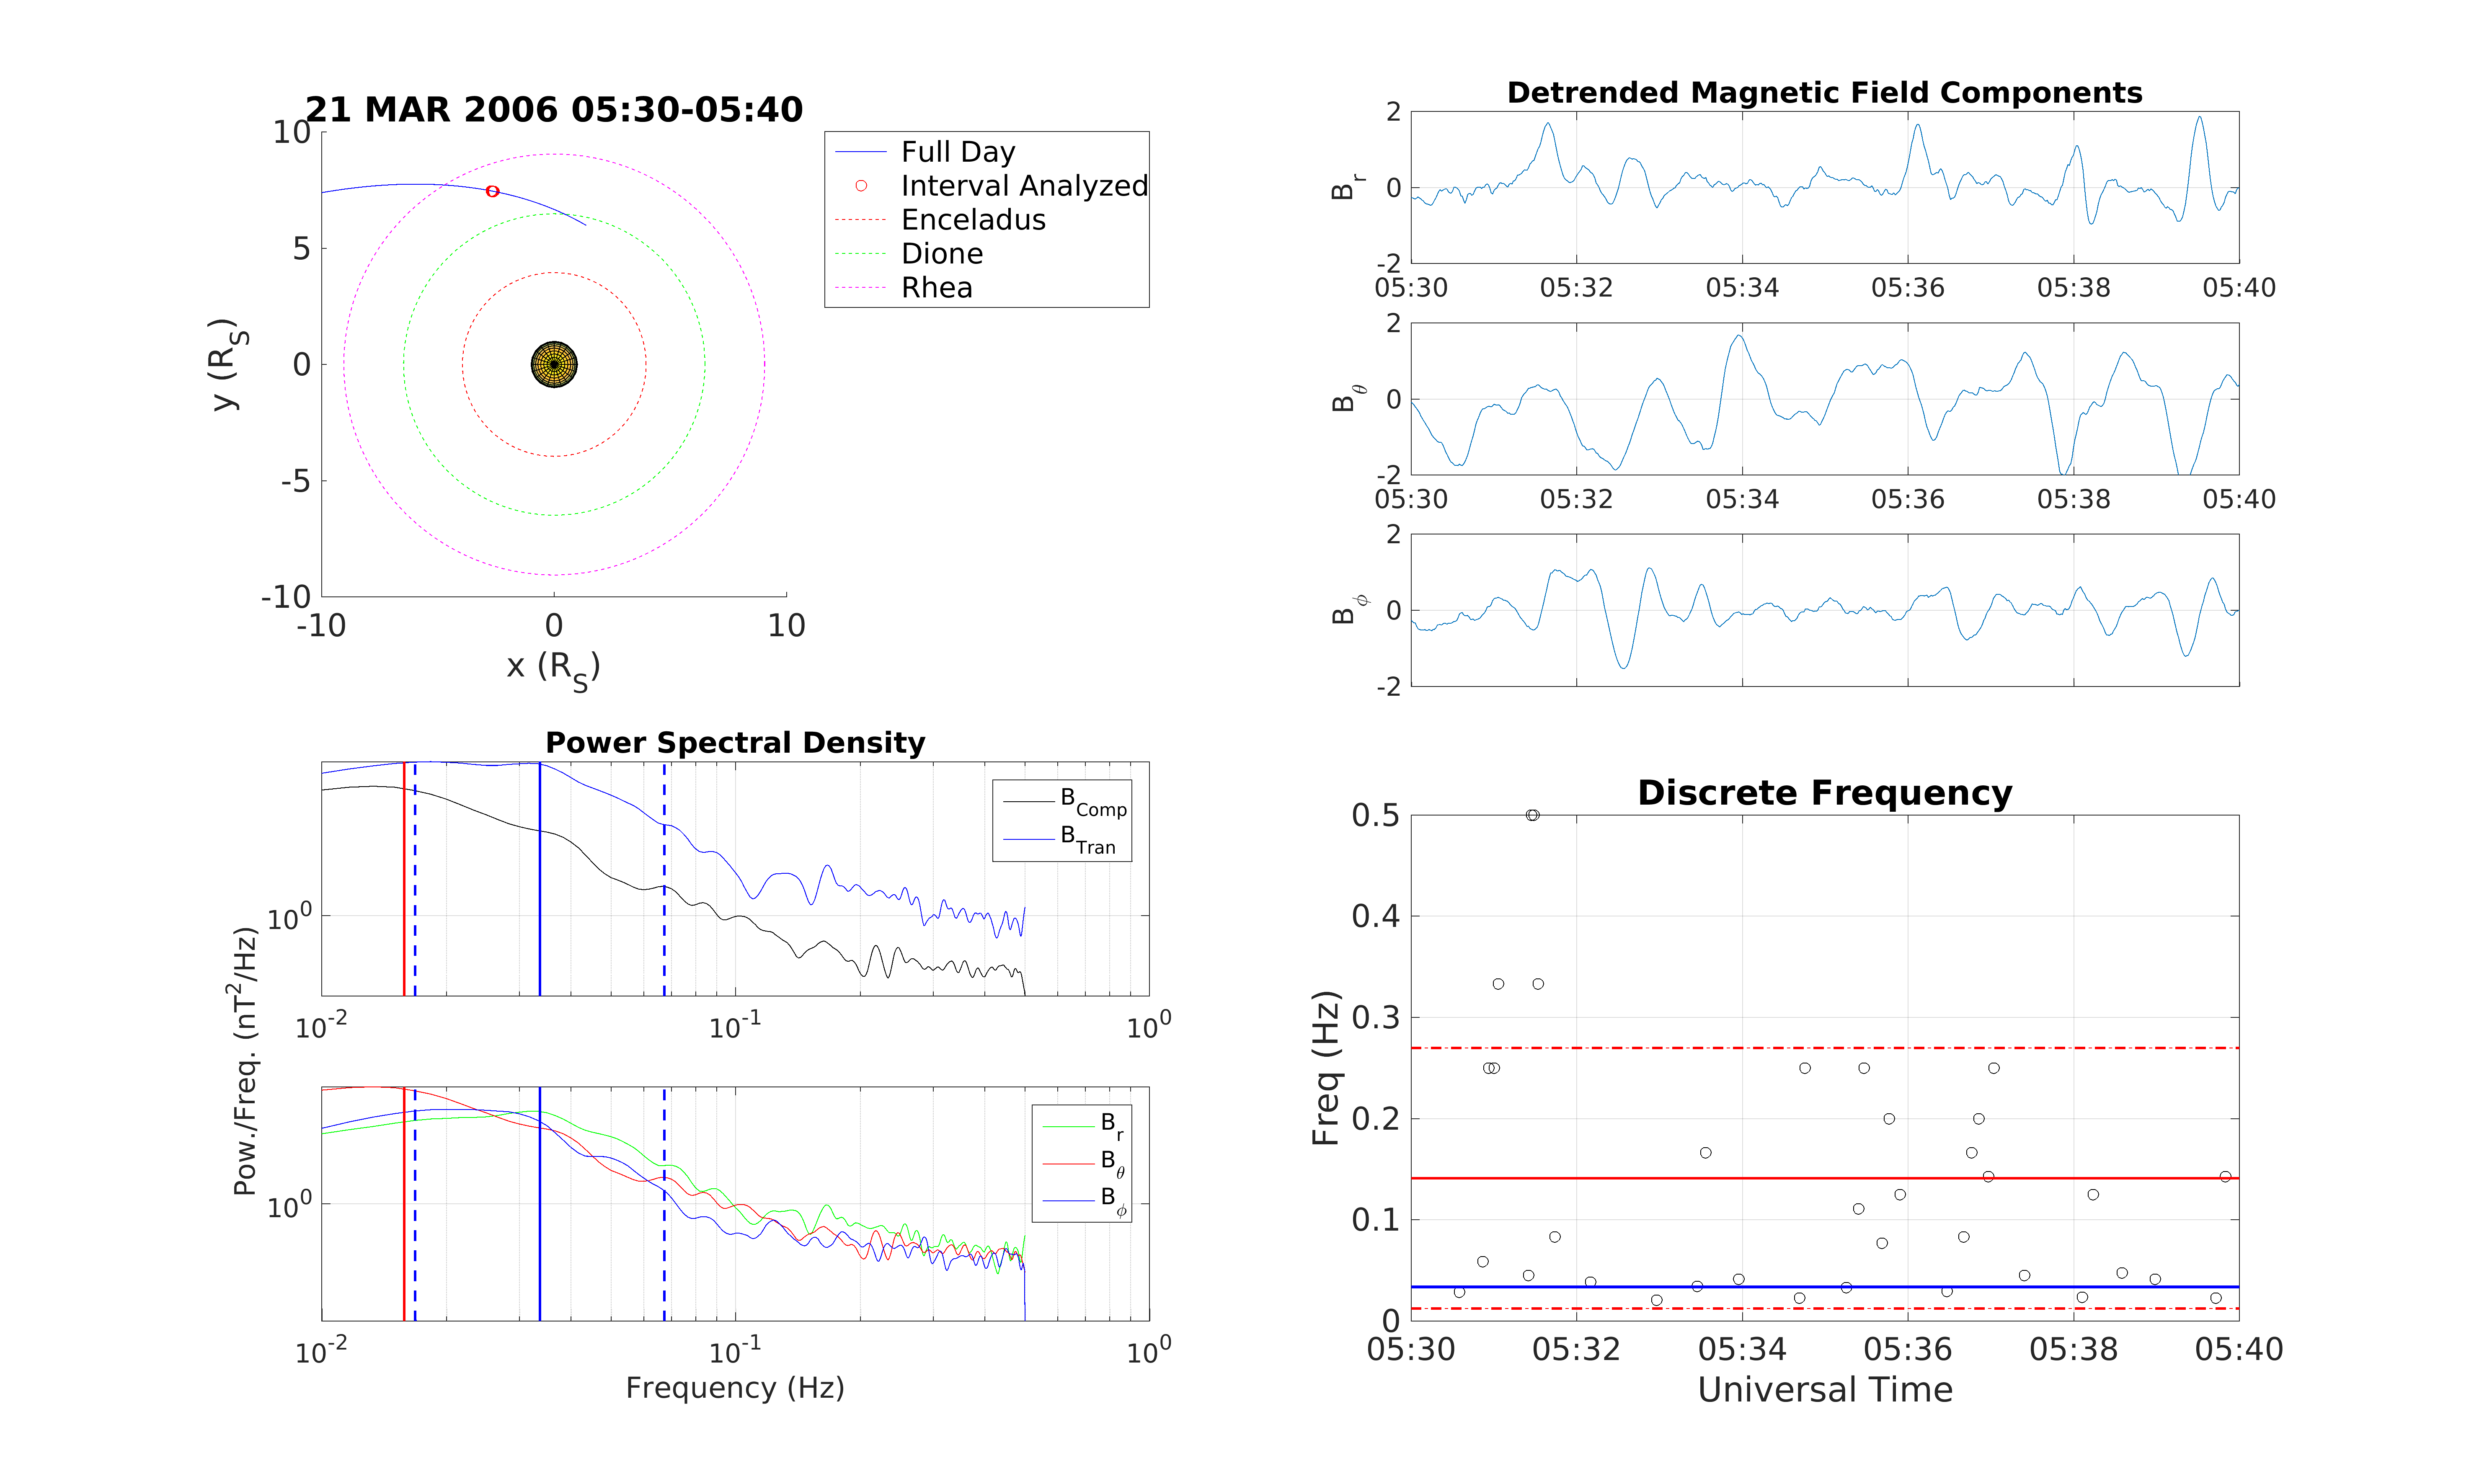 21 MAR 2006 05:30-05:40
10
5
0
-5
-10
-10 0 10
y (R_S)
x (R_S)
Full Day
Interval Analyzed
Enceladus
Dione
Rhea
Detrended Magnetic Field Components
2
0
-2
B_r
05:30 05:32 05:34 05:36 05:38 05:40
2
0
-2
B_θ
05:30 05:32 05:34 05:36 05:38 05:40
2
0
-2
B_ϕ
Power Spectral Density
B_Comp
B_Tran
10^0
10^-2 10^-1 10^0
Pow./Freq. (nT^2/Hz)
B_r
B_θ
B_ϕ
10^0
10^-2 10^-1 10^0
Frequency (Hz)
Discrete Frequency
0.5
0.4
0.3
0.2
0.1
0
Freq (Hz)
05:30 05:32 05:34 05:36 05:38 05:40
Universal Time